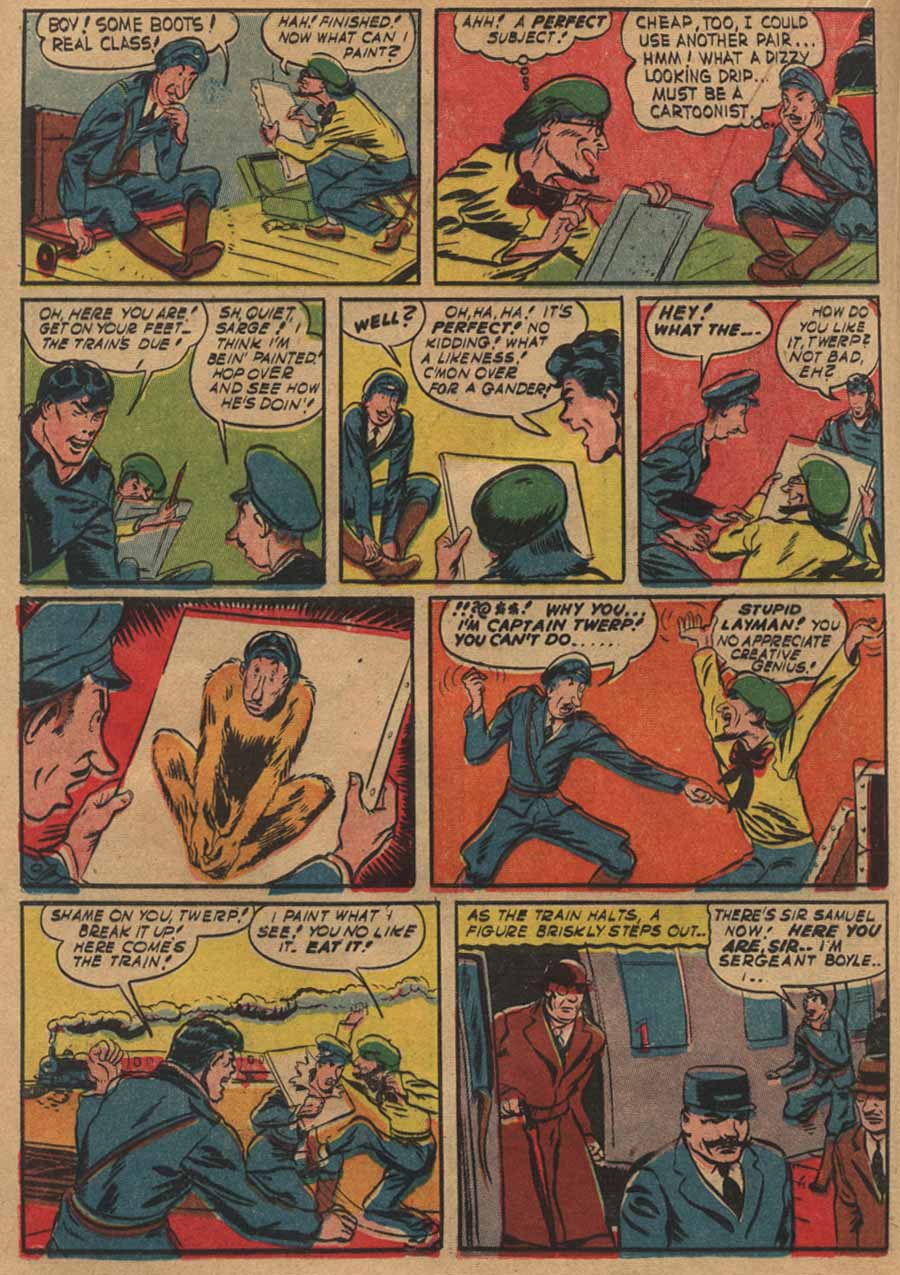 BOY! SOME BOOTS!
REAL CLASS!
HAH! FINISHED!
NOW WHAT CAN I
PAINT?
AHH! A PERFECT
SUBJECT!
CHEAP, TOO, I COULD
USE ANOTHER PAIR...
HMM! WHAT A DIZZY
LOOKING DRIP...
MUST BE A
CARTOONIST.
OH, HERE YOU ARE!
GET ON YOUR FEET_
THE TRAIN'S DUE!
SH, QUIET,
SARGE! I
THINK I'M
BEIN' PAINTED!
HOP OVER
AND SEE HOW
HE'S DOIN'!
WELL?
OH, HA, HA! IT'S
PERFECT! NO
KIDDING! WHAT
A LIKENESS!
C'MON OVER
FOR A GANDER!
HEY!
WHAT THE...
HOW DO
YOU LIKE
IT, TWERP?
NOT BAD,
EH?
!!?@**! WHY YOU...
I'M CAPTAIN TWERP!
YOU CAN'T DO......
STUPID
LAYMAN! YOU
NO APPRECIATE
CREATIVE
GENIUS!
SHAME ON YOU, TWERP!
BREAK IT UP!
HERE COMES
THE TRAIN!
I PAINT WHAT I
SEE! YOU NO LIKE
IT.. EAT IT!
AS THE TRAIN HALTS, A
FIGURE BRISKLY STEPS OUT..
THERE'S SIR SAMUEL
NOW! HERE YOU
ARE, SIR.. I'M
SERGEANT BOYLE..
I...
1